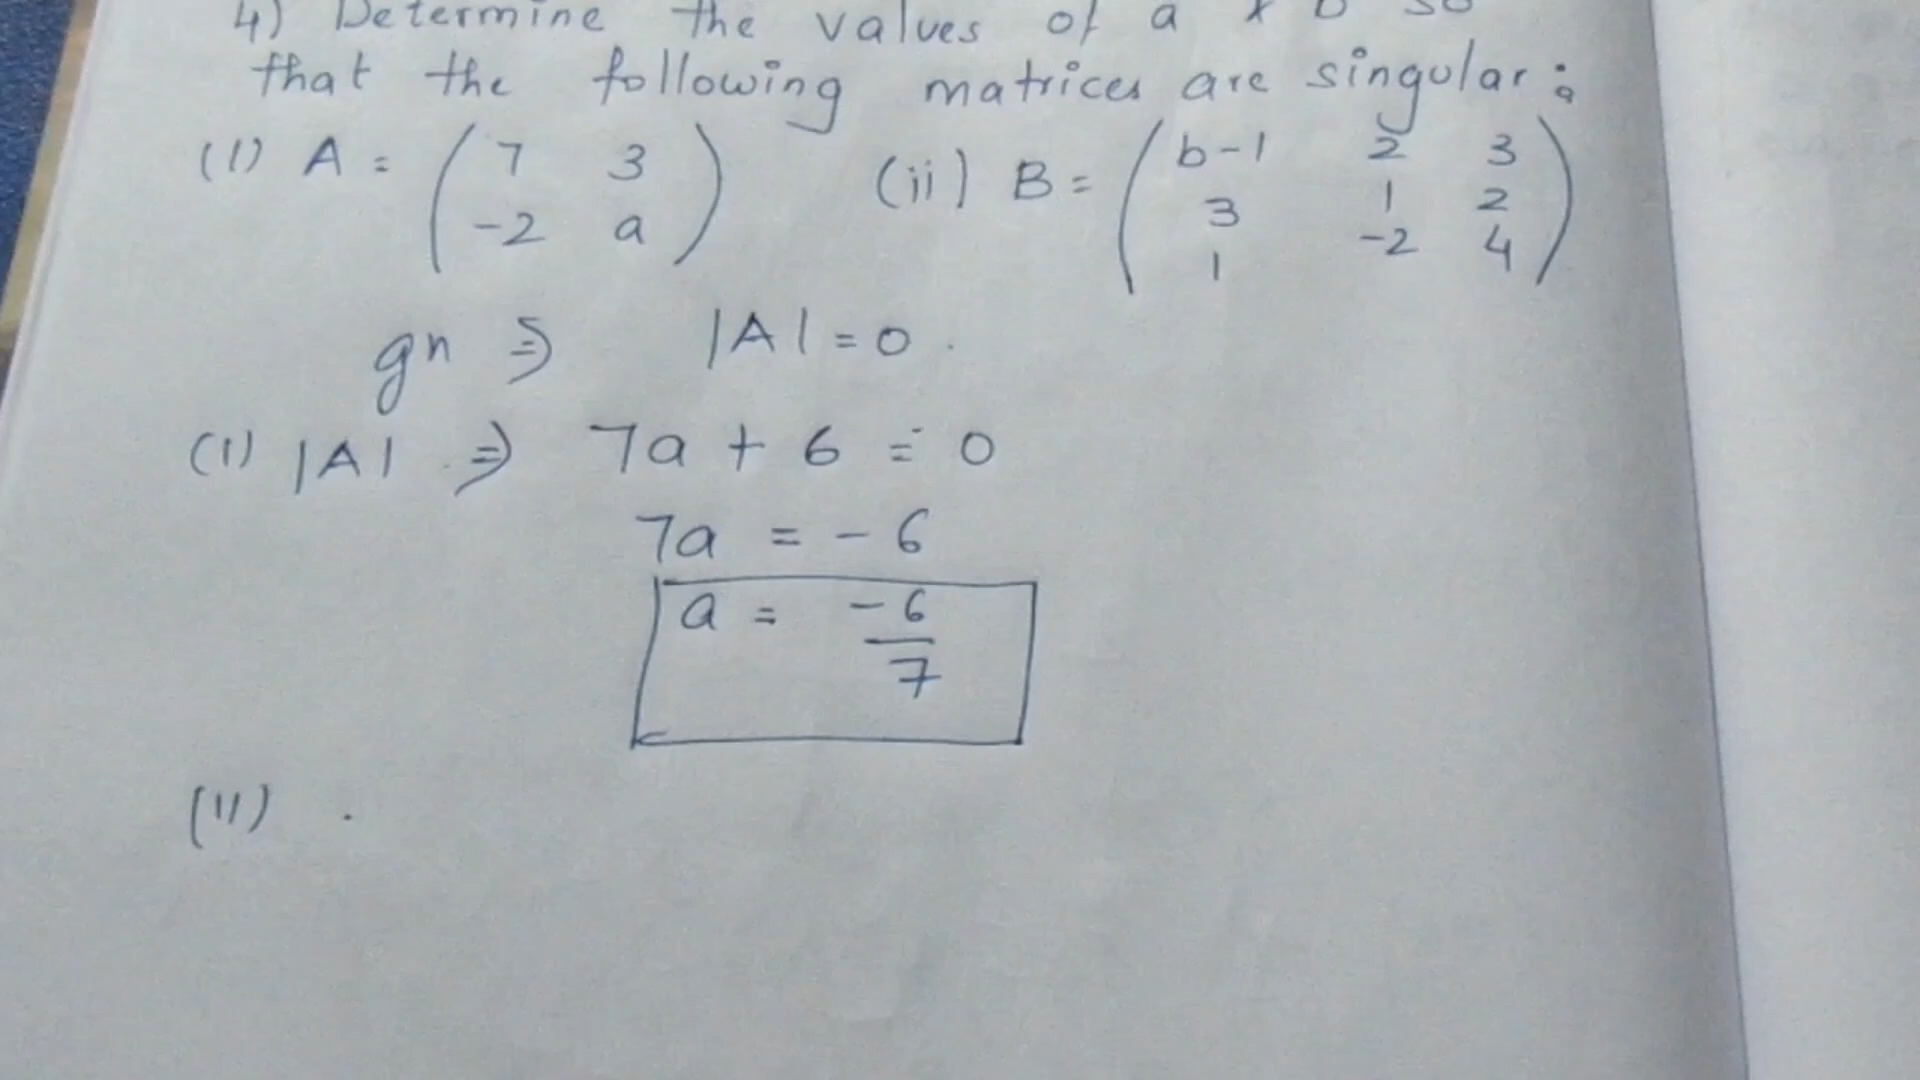 4) Determine the values of a & b so
that the following matrices are singular:
(i) A = ( 7 3 (ii) B = ( b-1 2 3
-2 a ) 3 1 2
1 -2 4 )
gn ⇒ |A| = 0.
(i) |A| ⇒ 7a + 6 = 0
7a = -6
a = -6
7
(ii) .